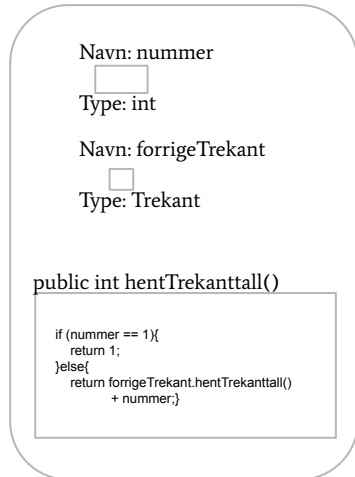 Navn: nummer
Type: int
Navn: forrigeTrekant
Type: Trekant
public int hentTrekanttall()
if (nummer == 1){
return 1;
}else{
return forrigeTrekant.hentTrekanttall()
+ nummer;}